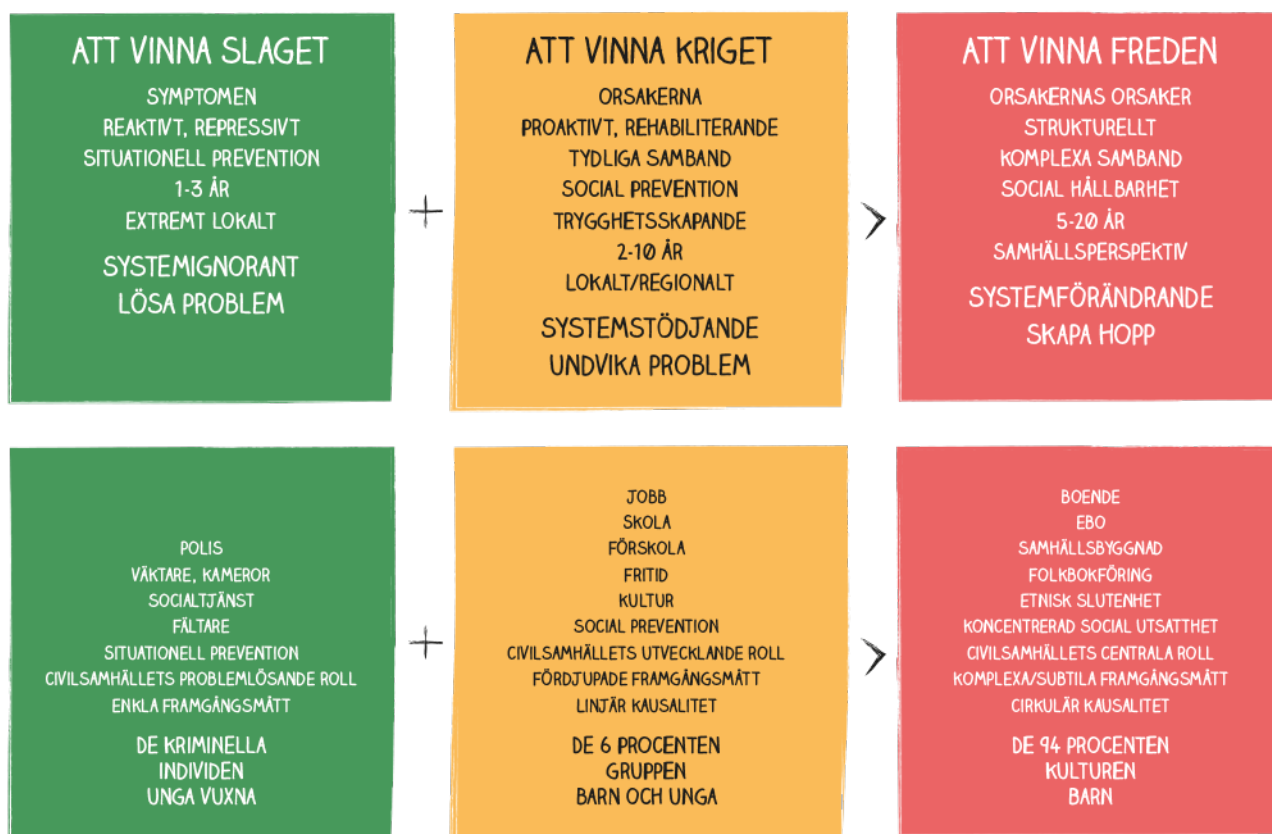 ATT VINNA SLAGET
SYMPTOMEN
REAKTIVT, REPRESSIVT
SITUATIONELL PREVENTION
1-3 ÅR
EXTREMT LOKALT
SYSTEMIGNORANT
LÖSA PROBLEM
+
ATT VINNA KRIGET
ORSAKERNA
PROAKTIVT, REHABILITERANDE
TYDLIGA SAMBAND
SOCIAL PREVENTION
TRYGGHETSSKAPANDE
2-10 ÅR
LOKALT/REGIONALT
SYSTEMSTÖDJANDE
UNDVIKA PROBLEM
>
ATT VINNA FREDEN
ORSAKERNAS ORSAKER
STRUKTURELLT
KOMPLEXA SAMBAND
SOCIAL HÅLLBARHET
5-20 ÅR
SAMHÄLLSPERSPEKTIV
SYSTEMFÖRÄNDRANDE
SKAPA HOPP
POLIS
VÄKTARE, KAMEROR
SOCIALTJÄNST
FÄLTARE
SITUATIONELL PREVENTION
CIVILSAMHÄLLETS PROBLEMLÖSANDE ROLL
ENKLA FRAMGÅNGSMÅTT
DE KRIMINELLA
INDIVIDEN
UNGA VUXNA
+
JOBB
SKOLA
FÖRSKOLA
FRITID
KULTUR
SOCIAL PREVENTION
CIVILSAMHÄLLETS UTVECKLANDE ROLL
FÖRDJUPADE FRAMGÅNGSMÅTT
LINJÄR KAUSALITET
DE 6 PROCENTEN
GRUPPEN
BARN OCH UNGA
>
BOENDE
EBO
SAMHÄLLSBYGGNAD
FOLKBOKFÖRING
ETNISK SLUTENHET
KONCENTRERAD SOCIAL UTSATTHET
CIVILSAMHÄLLETS CENTRALA ROLL
KOMPLEXA/SUBTILA FRAMGÅNGSMÅTT
CIRKULÄR KAUSALITET
DE 94 PROCENTEN
KULTUREN
BARN